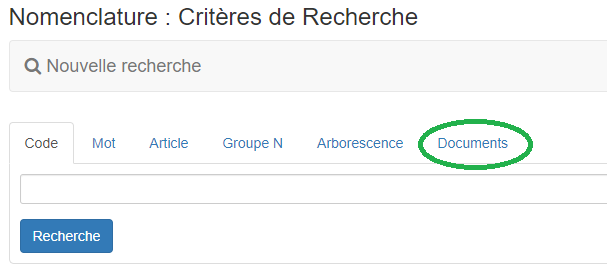 Nomenclature : Critères de Recherche
Nouvelle recherche
Code Mot Article Groupe N Arborescence Documents
Recherche